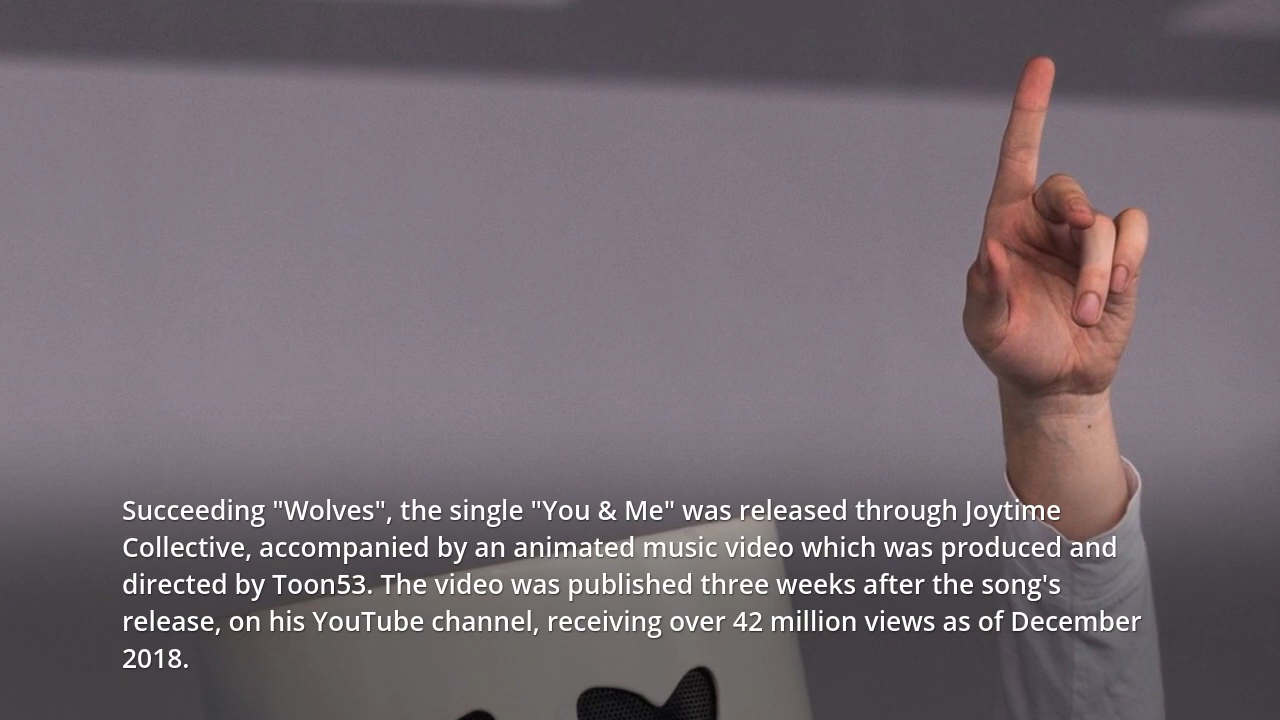 Succeeding "Wolves", the single "You & Me" was released through Joytime
Collective, accompanied by an animated music video which was produced and
directed by Toon53. The video was published three weeks after the song's
release, on his YouTube channel, receiving over 42 million views as of December
2018.